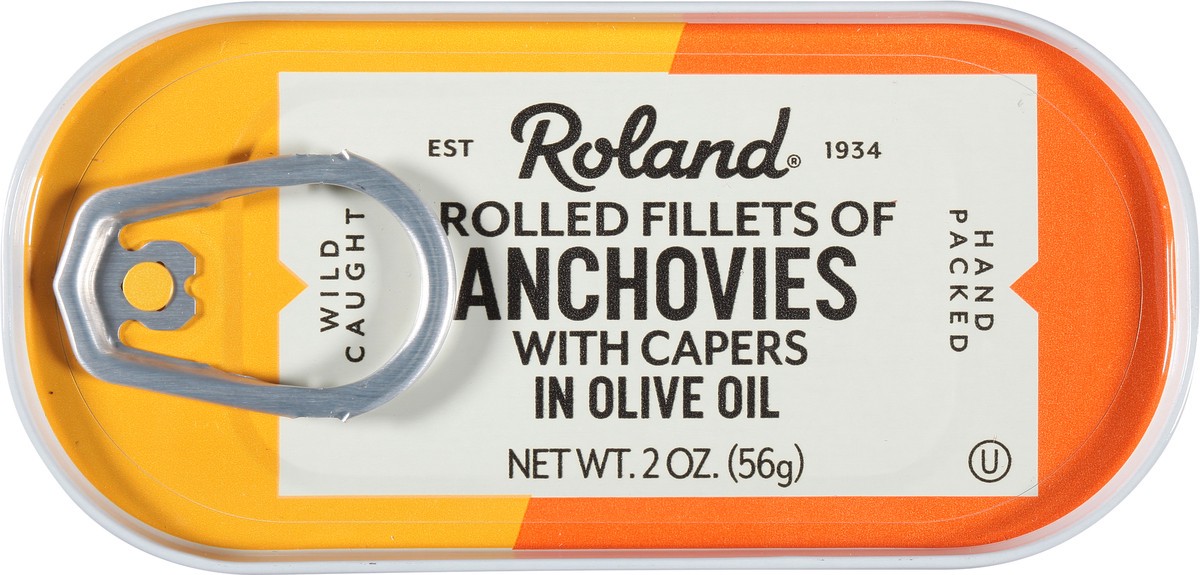 EST Roland® 1934
ROLLED FILLETS OF
ANCHOVIES
WITH CAPERS
IN OLIVE OIL
NET WT. 2 OZ. (56g)
WILD
CAUGHT
HAND
PACKED
U